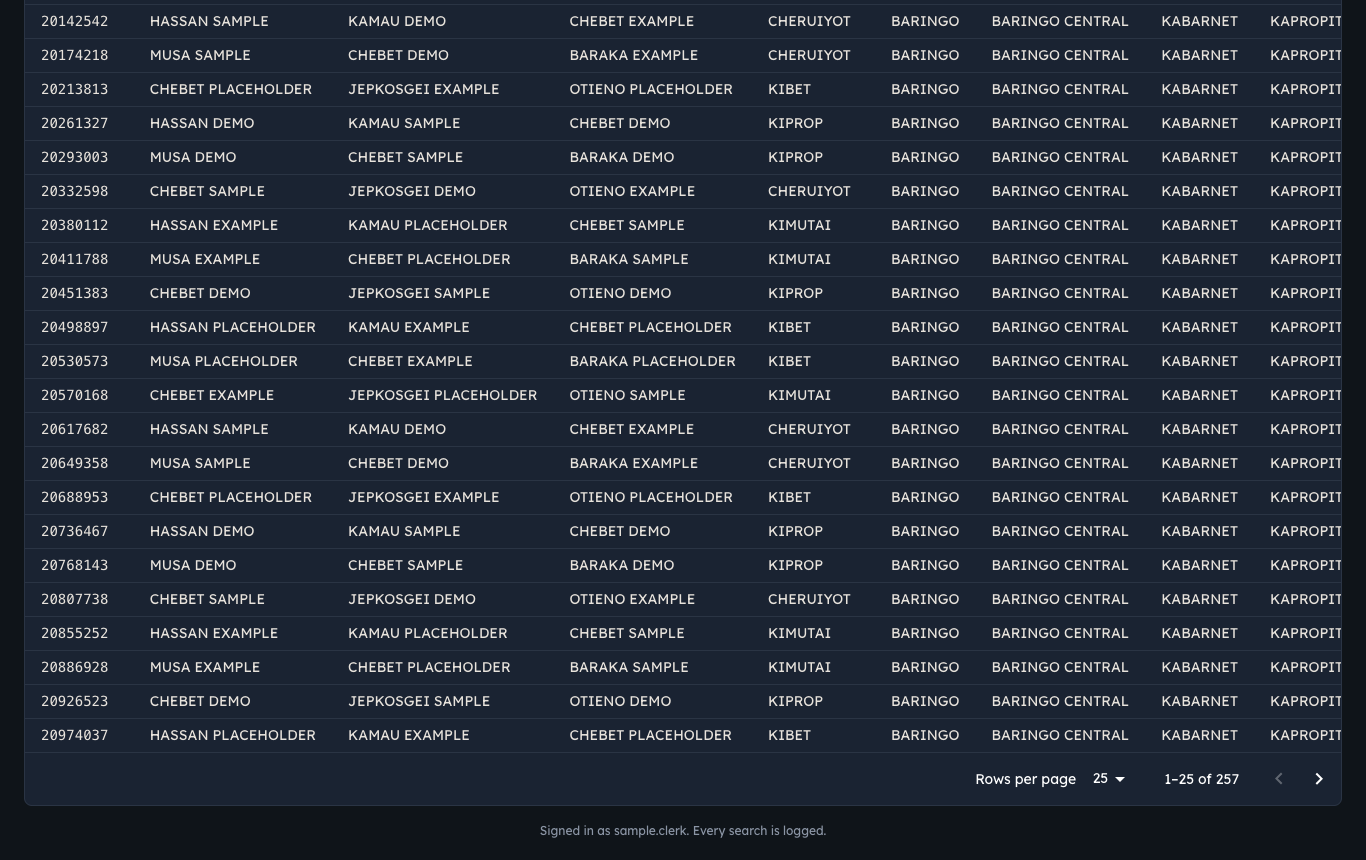 20142542 HASSAN SAMPLE KAMAU DEMO CHEBET EXAMPLE CHERUIYOT BARINGO BARINGO CENTRAL KABARNET KAPROPIT
20174218 MUSA SAMPLE CHEBET DEMO BARAKA EXAMPLE CHERUIYOT BARINGO BARINGO CENTRAL KABARNET KAPROPIT
20213813 CHEBET PLACEHOLDER JEPKOSGEI EXAMPLE OTIENO PLACEHOLDER KIBET BARINGO BARINGO CENTRAL KABARNET KAPROPIT
20261327 HASSAN DEMO KAMAU SAMPLE CHEBET DEMO KIPROP BARINGO BARINGO CENTRAL KABARNET KAPROPIT
20293003 MUSA DEMO CHEBET SAMPLE BARAKA DEMO KIPROP BARINGO BARINGO CENTRAL KABARNET KAPROPIT
20332598 CHEBET SAMPLE JEPKOSGEI DEMO OTIENO EXAMPLE CHERUIYOT BARINGO BARINGO CENTRAL KABARNET KAPROPIT
20380112 HASSAN EXAMPLE KAMAU PLACEHOLDER CHEBET SAMPLE KIMUTAI BARINGO BARINGO CENTRAL KABARNET KAPROPIT
20411788 MUSA EXAMPLE CHEBET PLACEHOLDER BARAKA SAMPLE KIMUTAI BARINGO BARINGO CENTRAL KABARNET KAPROPIT
20451383 CHEBET DEMO JEPKOSGEI SAMPLE OTIENO DEMO KIPROP BARINGO BARINGO CENTRAL KABARNET KAPROPIT
20498897 HASSAN PLACEHOLDER KAMAU EXAMPLE CHEBET PLACEHOLDER KIBET BARINGO BARINGO CENTRAL KABARNET KAPROPIT
20530573 MUSA PLACEHOLDER CHEBET EXAMPLE BARAKA PLACEHOLDER KIBET BARINGO BARINGO CENTRAL KABARNET KAPROPIT
20570168 CHEBET EXAMPLE JEPKOSGEI PLACEHOLDER OTIENO SAMPLE KIMUTAI BARINGO BARINGO CENTRAL KABARNET KAPROPIT
20617682 HASSAN SAMPLE KAMAU DEMO CHEBET EXAMPLE CHERUIYOT BARINGO BARINGO CENTRAL KABARNET KAPROPIT
20649358 MUSA SAMPLE CHEBET DEMO BARAKA EXAMPLE CHERUIYOT BARINGO BARINGO CENTRAL KABARNET KAPROPIT
20688953 CHEBET PLACEHOLDER JEPKOSGEI EXAMPLE OTIENO PLACEHOLDER KIBET BARINGO BARINGO CENTRAL KABARNET KAPROPIT
20736467 HASSAN DEMO KAMAU SAMPLE CHEBET DEMO KIPROP BARINGO BARINGO CENTRAL KABARNET KAPROPIT
20768143 MUSA DEMO CHEBET SAMPLE BARAKA DEMO KIPROP BARINGO BARINGO CENTRAL KABARNET KAPROPIT
20807738 CHEBET SAMPLE JEPKOSGEI DEMO OTIENO EXAMPLE CHERUIYOT BARINGO BARINGO CENTRAL KABARNET KAPROPIT
20855252 HASSAN EXAMPLE KAMAU PLACEHOLDER CHEBET SAMPLE KIMUTAI BARINGO BARINGO CENTRAL KABARNET KAPROPIT
20886928 MUSA EXAMPLE CHEBET PLACEHOLDER BARAKA SAMPLE KIMUTAI BARINGO BARINGO CENTRAL KABARNET KAPROPIT
20926523 CHEBET DEMO JEPKOSGEI SAMPLE OTIENO DEMO KIPROP BARINGO BARINGO CENTRAL KABARNET KAPROPIT
20974037 HASSAN PLACEHOLDER KAMAU EXAMPLE CHEBET PLACEHOLDER KIBET BARINGO BARINGO CENTRAL KABARNET KAPROPIT
Rows per page 25 1–25 of 257
Signed in as sample.clerk. Every search is logged.